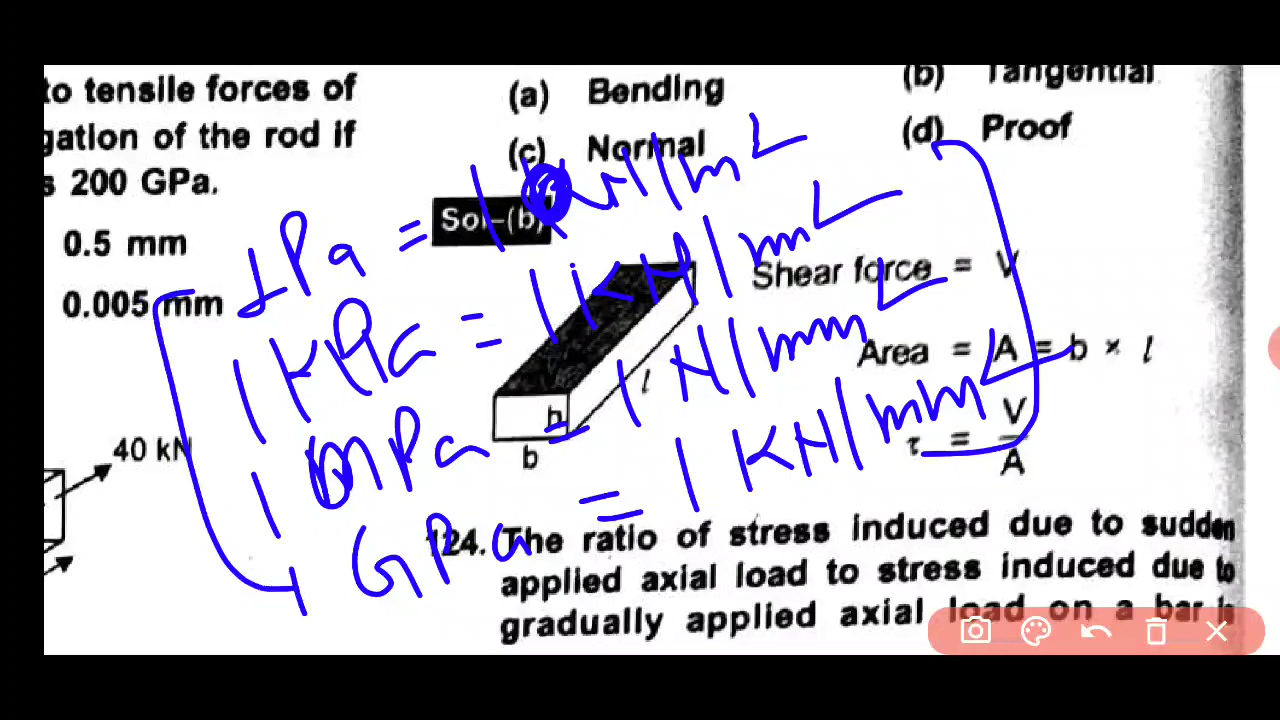 to tensile forces of
gation of the rod if
s 200 GPa.
0.5 mm
0.005 mm
40 kN
(a) Bending
(b) Tangential
(c) Normal
(d) Proof
Sol-(b)
Shear force = V
Area = A = b × l
τ = V/A
h
b
l
124. The ratio of stress induced due to sudden
applied axial load to stress induced due to
gradually applied axial load on a bar is
1Pa = 1 N/m²
1 KPa = 1 KN/m²
1 MPa = 1 N/mm²
1 GPa = 1 KN/mm²